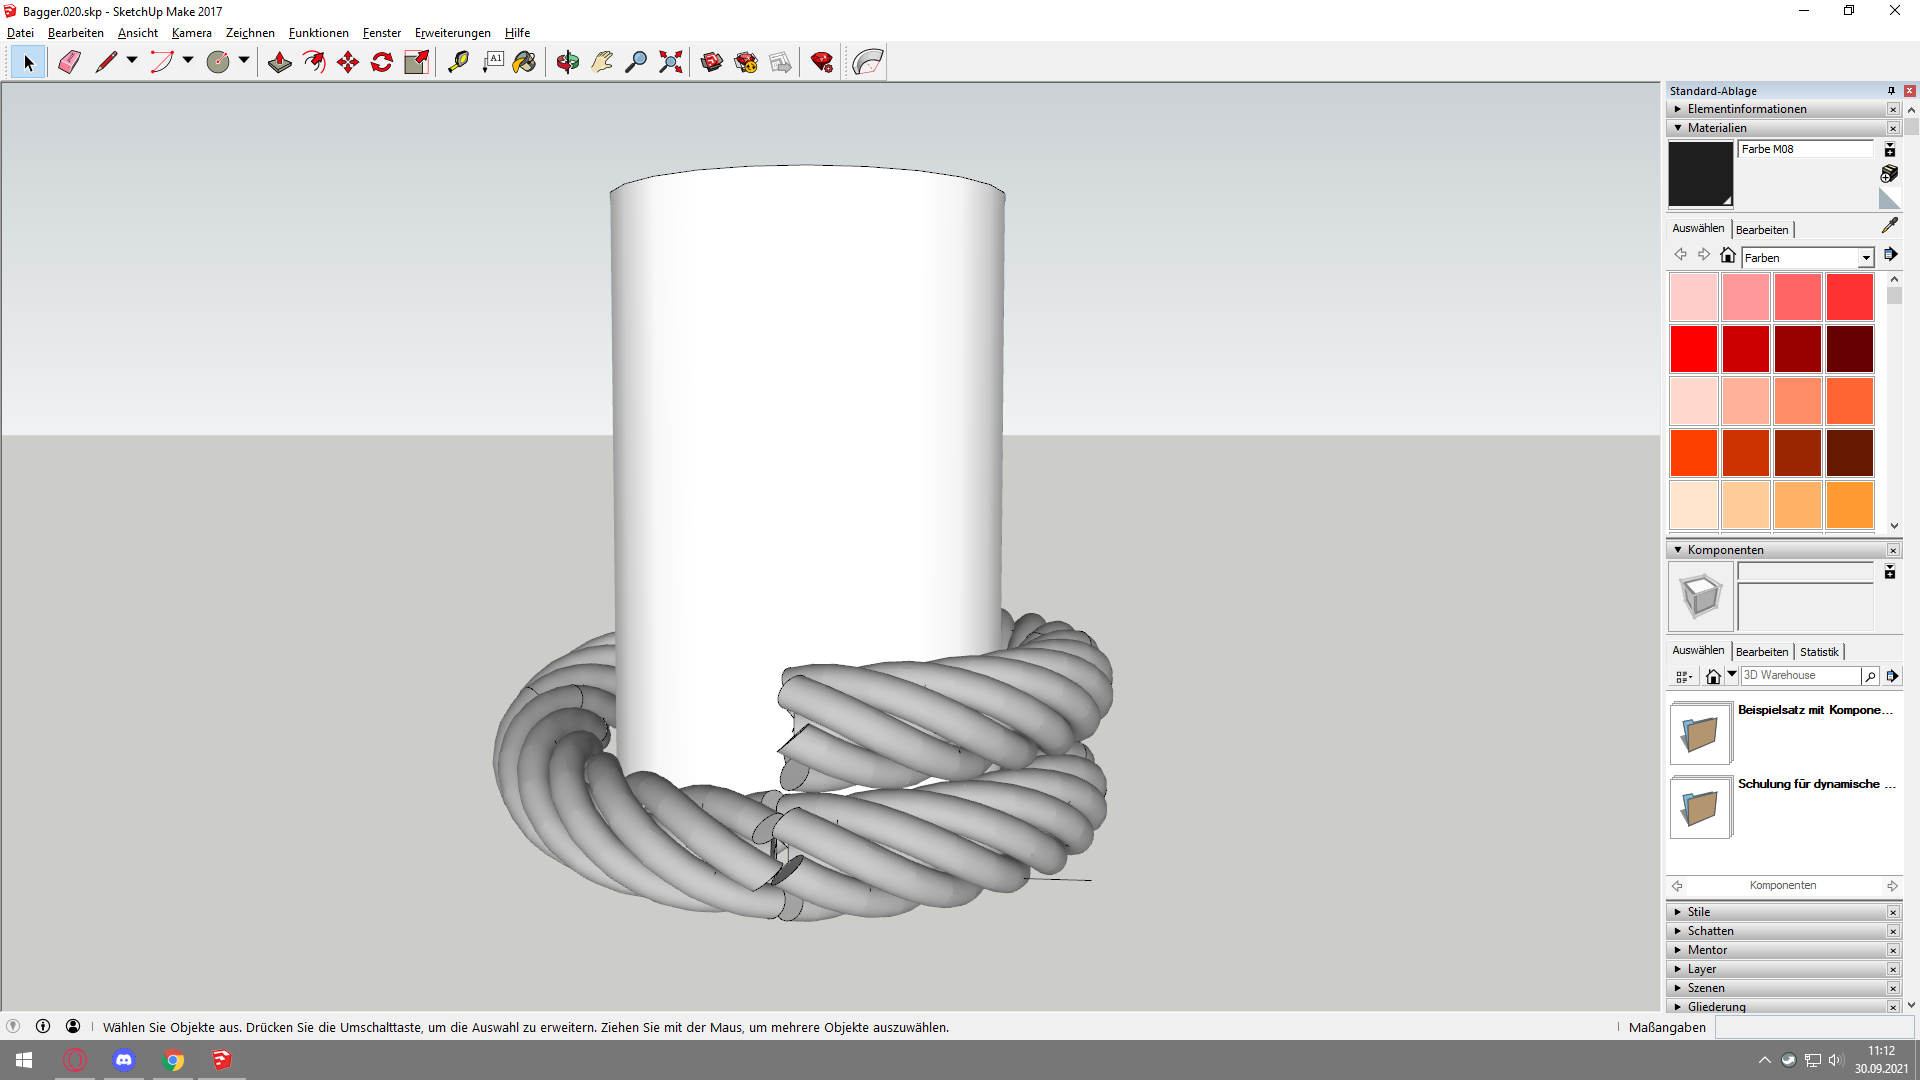 Bagger.020.skp - SketchUp Make 2017
Datei Bearbeiten Ansicht Kamera Zeichnen Funktionen Fenster Erweiterungen Hilfe
A1
Standard-Ablage
Elementinformationen
Materialien
Farbe M08
Auswählen Bearbeiten
Farben
Komponenten
Auswählen Bearbeiten Statistik
3D Warehouse
Beispielsatz mit Kompone...
Schulung für dynamische ...
Komponenten
Stile
Schatten
Mentor
Layer
Szenen
Gliederung
Wählen Sie Objekte aus. Drücken Sie die Umschalttaste, um die Auswahl zu erweitern. Ziehen Sie mit der Maus, um mehrere Objekte auszuwählen.
Maßangaben
11:12
30.09.2021